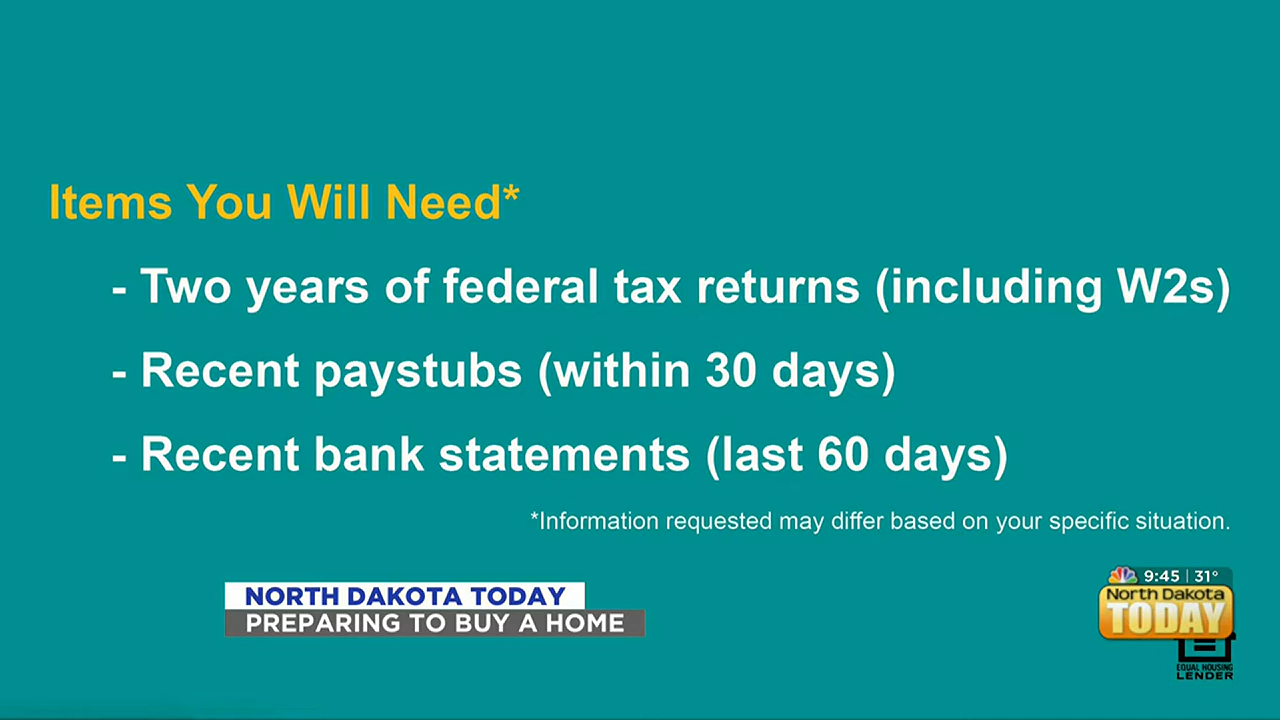 Items You Will Need*
- Two years of federal tax returns (including W2s)
- Recent paystubs (within 30 days)
- Recent bank statements (last 60 days)
*Information requested may differ based on your specific situation.
NORTH DAKOTA TODAY
PREPARING TO BUY A HOME
9:45 | 31°
North Dakota
TODAY
EQUAL HOUSING
LENDER